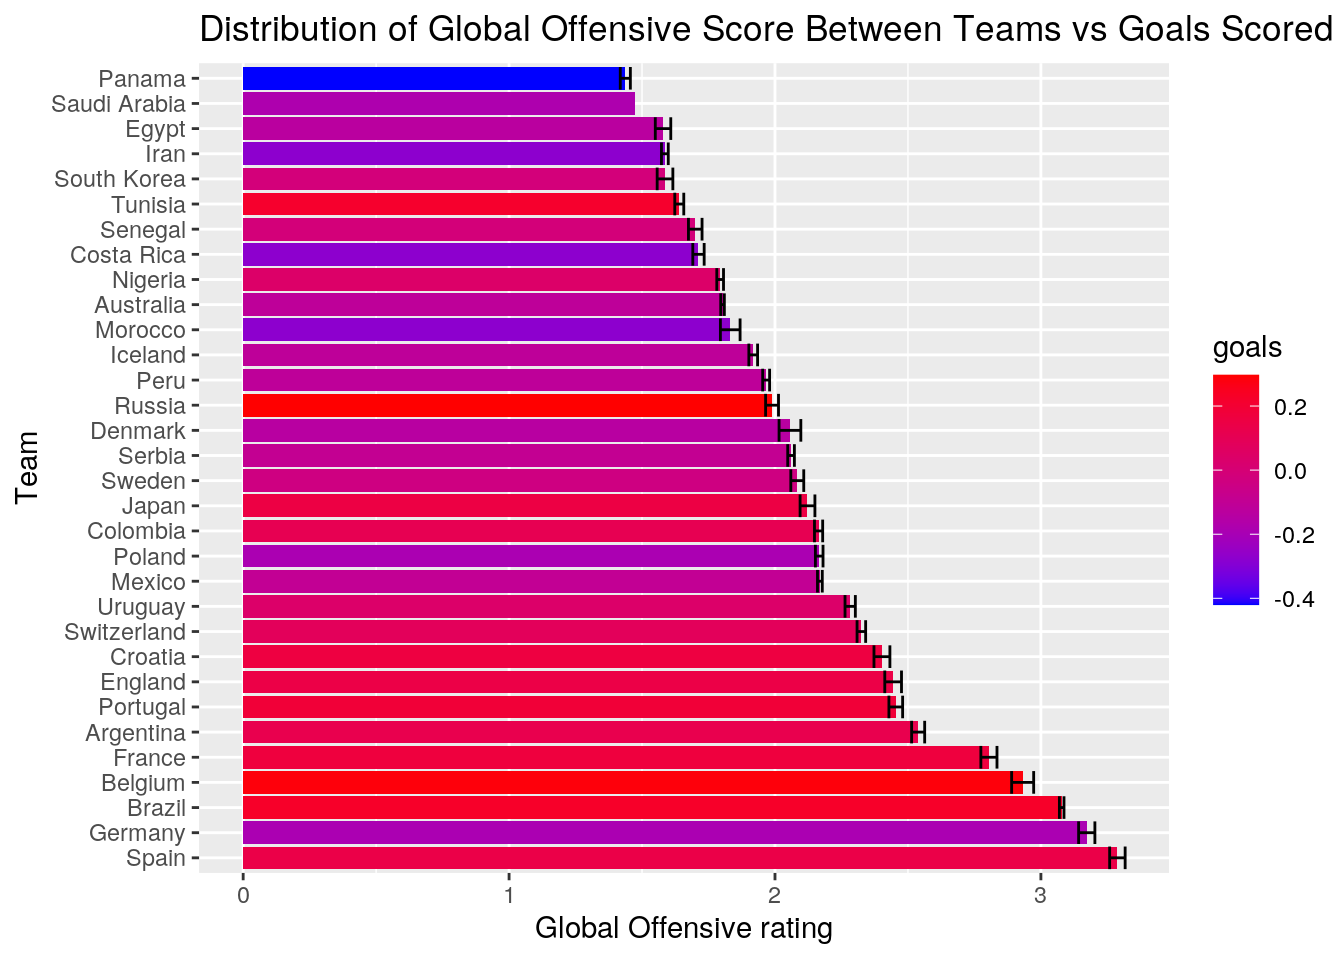 Distribution of Global Offensive Score Between Teams vs Goals Scored
Team
Panama
Saudi Arabia
Egypt
Iran
South Korea
Tunisia
Senegal
Costa Rica
Nigeria
Australia
Morocco
Iceland
Peru
Russia
Denmark
Serbia
Sweden
Japan
Colombia
Poland
Mexico
Uruguay
Switzerland
Croatia
England
Portugal
Argentina
France
Belgium
Brazil
Germany
Spain
0 1 2 3
Global Offensive rating
goals
0.2
0.0
-0.2
-0.4